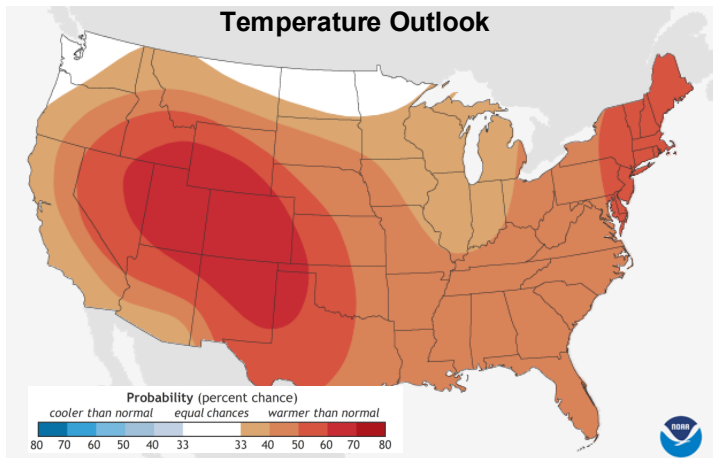 Temperature Outlook
Probability (percent chance)
cooler than normal equal chances warmer than normal
80 70 60 50 40 33 33 40 50 60 70 80
NOAA